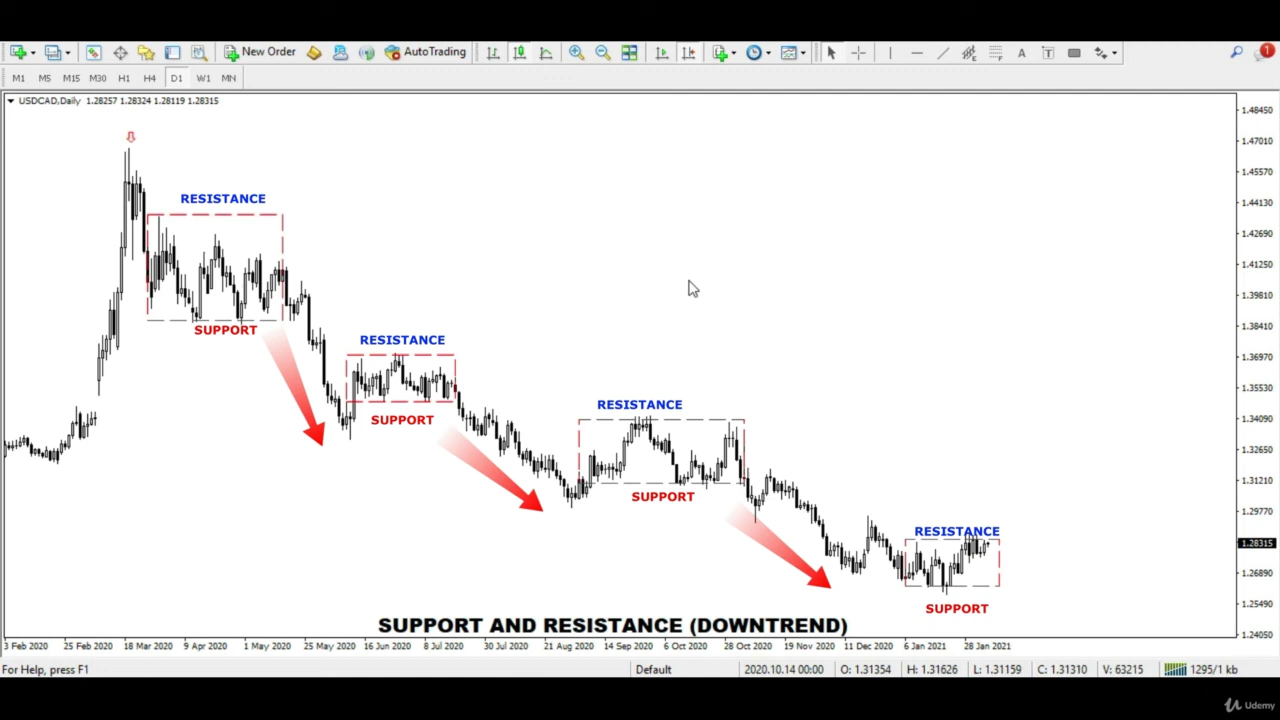 New Order AutoTrading 1
M1 M5 M15 M30 H1 H4 D1 W1 MN
USDCAD,Daily 1.28257 1.28324 1.28119 1.28315
1.48450
1.47010
1.45570
RESISTANCE
1.44130
1.42690
1.41250
1.39810
SUPPORT
1.38410
RESISTANCE
1.36970
1.35530
RESISTANCE
SUPPORT
1.34090
1.32650
1.31210
SUPPORT
1.29770
RESISTANCE
1.28315
1.26890
1.25490
SUPPORT
SUPPORT AND RESISTANCE (DOWNTREND)
1.24050
3 Feb 2020 25 Feb 2020 18 Mar 2020 9 Apr 2020 1 May 2020 25 May 2020 16 Jun 2020 8 Jul 2020 30 Jul 2020 21 Aug 2020 14 Sep 2020 6 Oct 2020 28 Oct 2020 19 Nov 2020 11 Dec 2020 6 Jan 2021 28 Jan 2021
For Help, press F1 Default 2020.10.14 00:00 O: 1.31354 H: 1.31626 L: 1.31159 C: 1.31310 V: 63215 1295/1 kb
Udemy